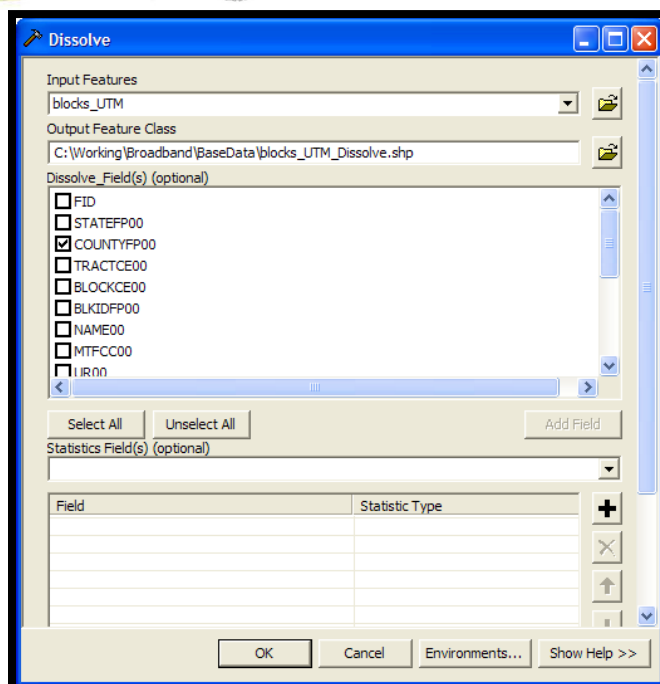 Dissolve
Input Features
blocks_UTM
Output Feature Class
C:\Working\Broadband\BaseData\blocks_UTM_Dissolve.shp
Dissolve_Field(s) (optional)
FID
STATEFP00
COUNTYFP00
TRACTCE00
BLOCKCE00
BLKIDFP00
NAME00
MTFCC00
UR00
Select All Unselect All Add Field
Statistics Field(s) (optional)
Field Statistic Type
OK Cancel Environments... Show Help >>